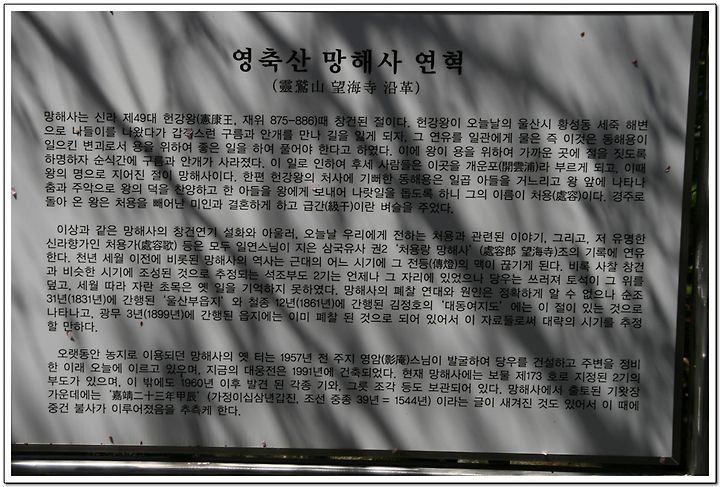 영축산 망해사 연혁
(靈鷲山 望海寺 沿革)
망해사는 신라 제49대 헌강왕(憲康王, 재위 875-886)때 창건된 절이다. 헌강왕이 오늘날의 울산시 황성동 세죽 해변
으로 나들이를 나왔다가 갑작스런 구름과 안개를 만나 길을 잃게 되자, 그 연유를 일관에게 물은 즉 이것은 동해용이
일으킨 변괴로서 용을 위하여 좋은 일을 하여 풀어야 한다고 하였다. 이에 왕이 용을 위하여 가까운 곳에 절을 짓도록
하명하자 순식간에 구름과 안개가 사라졌다. 이 일로 인하여 후세 사람들은 이곳을 개운포(開雲浦)라 부르게 되고, 이때
왕의 명으로 지어진 절이 망해사이다. 한편 헌강왕의 처사에 기뻐한 동해용은 일곱 아들을 거느리고 왕 앞에 나타나
춤과 주악으로 왕의 덕을 찬양하고 한 아들을 왕에게 보내어 나랏일을 돕도록 하니 그의 이름이 처용(處容)이다. 경주로
돌아 온 왕은 처용을 빼어난 미인과 결혼하게 하고 급간(級干)이란 벼슬을 주었다.
이상과 같은 망해사의 창건연기 설화와 아울러, 오늘날 우리에게 전하는 처용과 관련된 이야기, 그리고, 저 유명한
신라향가인 처용가(處容歌) 등은 모두 일연스님이 지은 삼국유사 권2 '처용랑 망해사' (處容郎 望海寺)조의 기록에 연유
한다. 천년 세월 이전에 비롯된 망해사의 역사는 근대의 어느 시기에 그 전등(傳燈)의 맥이 끊기게 된다. 비록 사찰 창건
과 비슷한 시기에 조성된 것으로 추정되는 석조부도 2기는 언제나 그 자리에 있었으나 당우는 쓰러져 토석이 그 위를
덮고, 세월 따라 자란 초목은 옛 일을 기억하지 못하였다. 망해사의 폐찰 연대와 원인은 정확하게 알 수 없으나 순조
31년(1831년)에 간행된 '울산부읍지' 와 철종 12년(1861년)에 간행된 김정호의 '대동여지도' 에는 이 절이 있는 것으로
나타나고, 광무 3년(1899년)에 간행된 읍지에는 이미 폐찰 된 것으로 되어 있어서 이 자료들로써 대략의 시기를 추정
할 만하다.
오랫동안 농지로 이용되던 망해사의 옛 터는 1957년 전 주지 영암(影庵)스님이 발굴하여 당우를 건설하고 주변을 정비
한 이래 오늘에 이르고 있으며, 지금의 대웅전은 1991년에 건축되었다. 현재 망해사에는 보물 제173 호로 지정된 2기의
부도가 있으며, 이 밖에도 1960년 이후 발견 된 각종 기와, 그릇 조각 등도 보관되어 있다. 망해사에서 출토된 기왓장
가운데에는 '嘉靖二十三年甲辰' (가정이십삼년갑진, 조선 중종 39년 = 1544년) 이라는 글이 새겨진 것도 있어서 이 때에
중건 불사가 이루어졌음을 추측케 한다.